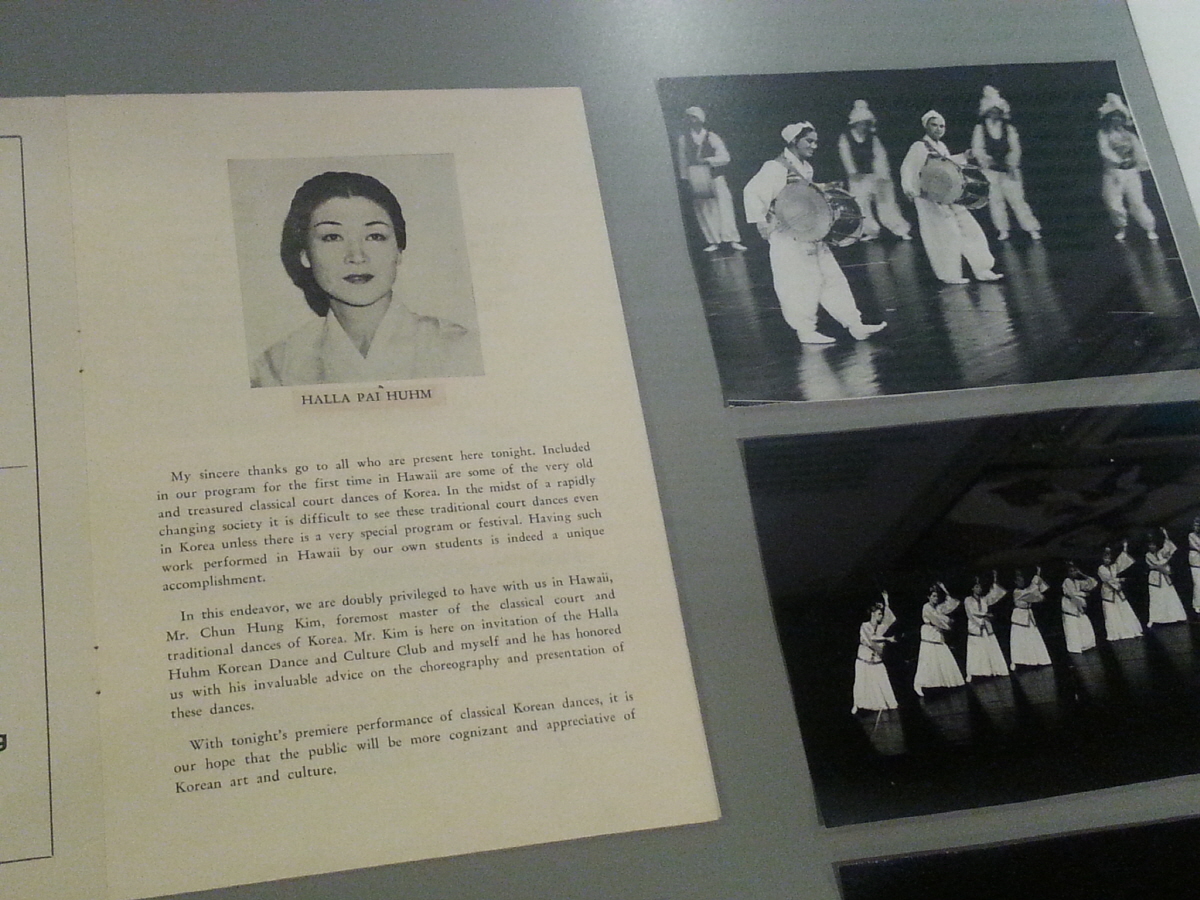 HALLA PAI HUHM
My sincere thanks go to all who are present here tonight. Included
in our program for the first time in Hawaii are some of the very old
and treasured classical court dances of Korea. In the midst of a rapidly
changing society it is difficult to see these traditional court dances even
in Korea unless there is a very special program or festival. Having such
work performed in Hawaii by our own students is indeed a unique
accomplishment.
In this endeavor, we are doubly privileged to have with us in Hawaii,
Mr. Chun Hung Kim, foremost master of the classical court and
traditional dances of Korea. Mr. Kim is here on invitation of the Halla
Huhm Korean Dance and Culture Club and myself and he has honored
us with his invaluable advice on the choreography and presentation of
these dances.
With tonight's premiere performance of classical Korean dances, it is
our hope that the public will be more cognizant and appreciative of
Korean art and culture.